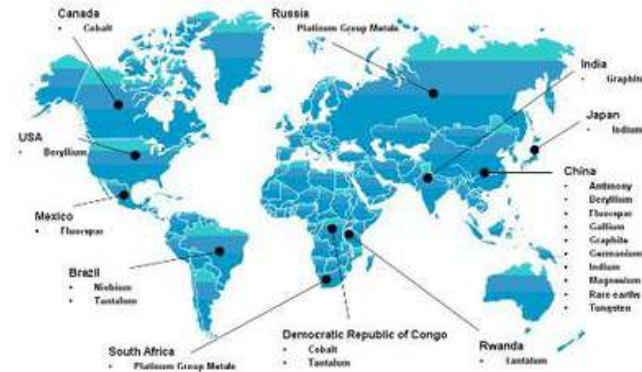 Canada
• Cobalt
Russia
• Platinum Group Metals
India
• Graphite
Japan
• Indium
USA
• Beryllium
China
• Antimony
• Beryllium
• Fluorspar
• Gallium
• Graphite
• Germanium
• Indium
• Magnesium
• Rare earths
• Tungsten
Mexico
• Fluorspar
Brazil
• Niobium
• Tantalum
South Africa
• Platinum Group Metals
Democratic Republic of Congo
• Cobalt
• Tantalum
Rwanda
• Tantalum